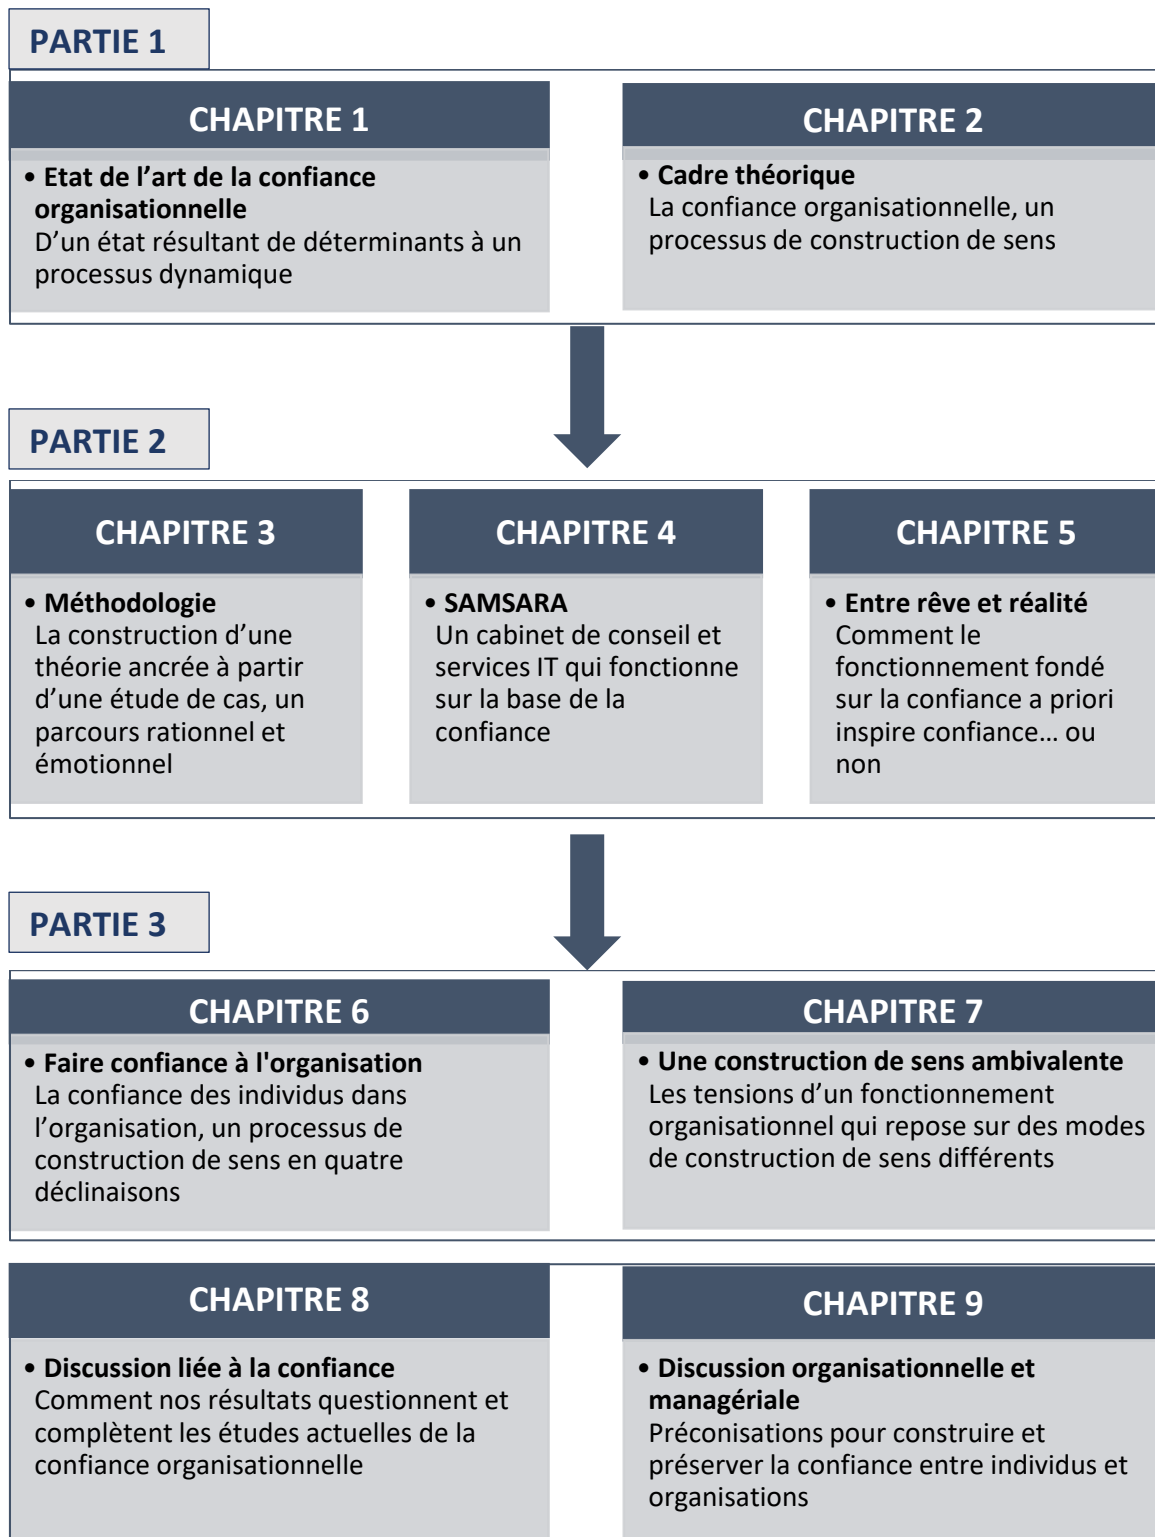 PARTIE 1
CHAPITRE 1
• Etat de l’art de la confiance
organisationnelle
D’un état résultant de déterminants à un
processus dynamique
CHAPITRE 2
• Cadre théorique
La confiance organisationnelle, un
processus de construction de sens
PARTIE 2
CHAPITRE 3
• Méthodologie
La construction d’une
théorie ancrée à partir
d’une étude de cas, un
parcours rationnel et
émotionnel
CHAPITRE 4
• SAMSARA
Un cabinet de conseil et
services IT qui fonctionne
sur la base de la
confiance
CHAPITRE 5
• Entre rêve et réalité
Comment le
fonctionnement fondé
sur la confiance a priori
inspire confiance… ou
non
PARTIE 3
CHAPITRE 6
• Faire confiance à l'organisation
La confiance des individus dans
l’organisation, un processus de
construction de sens en quatre
déclinaisons
CHAPITRE 7
• Une construction de sens ambivalente
Les tensions d’un fonctionnement
organisationnel qui repose sur des modes
de construction de sens différents
CHAPITRE 8
• Discussion liée à la confiance
Comment nos résultats questionnent et
complètent les études actuelles de la
confiance organisationnelle
CHAPITRE 9
• Discussion organisationnelle et
managériale
Préconisations pour construire et
préserver la confiance entre individus et
organisations